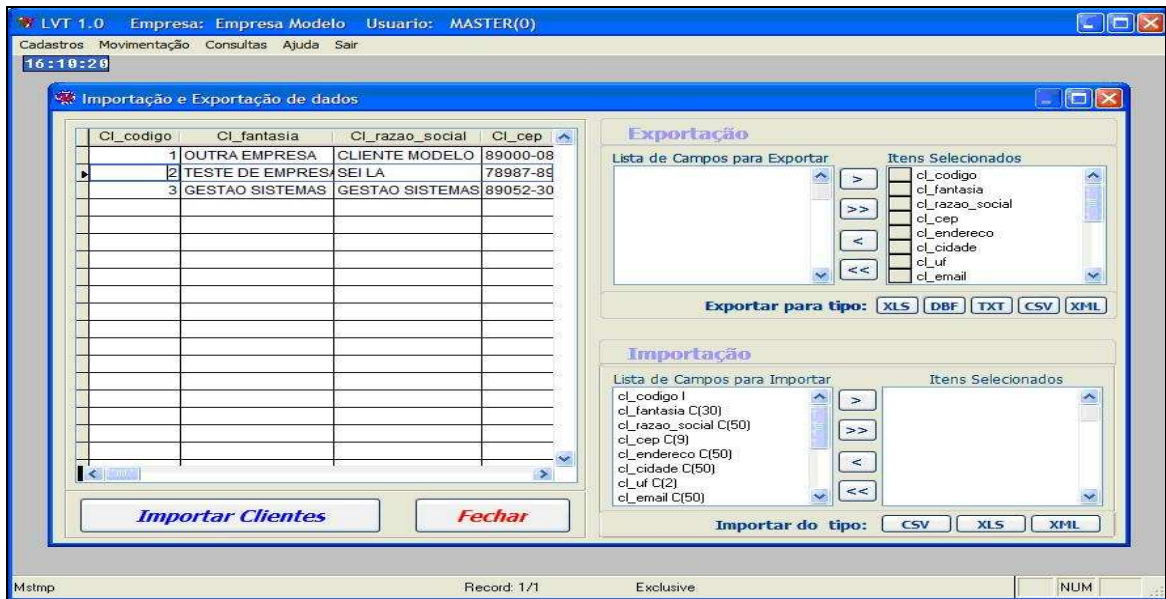 LVT 1.0 Empresa: Empresa Modelo Usuario: MASTER(0)
Cadastros Movimentação Consultas Ajuda Sair
16:10:20
Importação e Exportação de dados
Cl_codigo Cl_fantasia Cl_razao_social Cl_cep
1 OUTRA EMPRESA CLIENTE MODELO 89000-08
2 TESTE DE EMPRESA SEI LA 78987-89
3 GESTAO SISTEMAS GESTAO SISTEMAS 89052-30
Importar Clientes Fechar
Exportação
Lista de Campos para Exportar Itens Selecionados
>
>>
<
<<
cl_codigo
cl_fantasia
cl_razao_social
cl_cep
cl_endereco
cl_cidade
cl_uf
cl_email
Exportar para tipo: XLS DBF TXT CSV XML
Importação
Lista de Campos para Importar Itens Selecionados
cl_codigo I
cl_fantasia C(30)
cl_razao_social C(50)
cl_cep C(9)
cl_endereco C(50)
cl_cidade C(50)
cl_uf C(2)
cl_email C(50)
>
>>
<
<<
Importar do tipo: CSV XLS XML
Mstmp Record: 1/1 Exclusive NUM